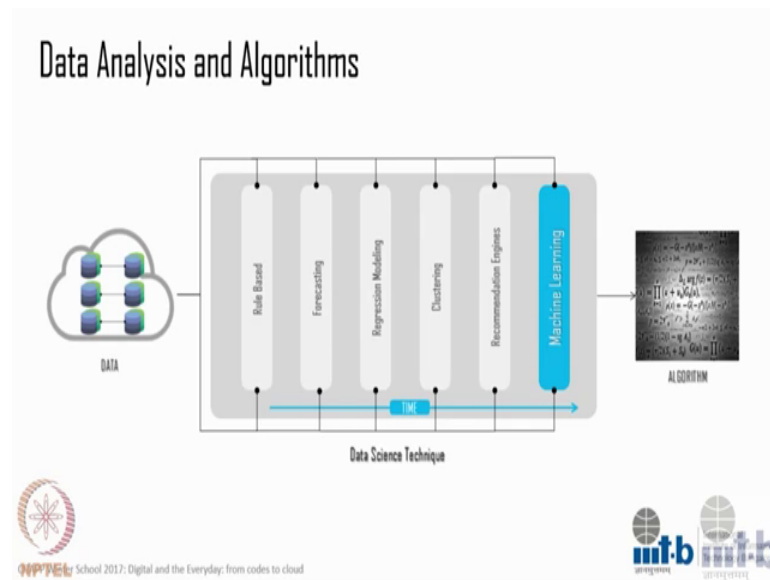 Data Analysis and Algorithms
Rule Based
Forecasting
Regression Modeling
Clustering
Recommendation Engines
Machine Learning
DATA
ALGORITHM
TIME
Data Science Technique
NPTEL
School 2017: Digital and the Everyday: from codes to cloud